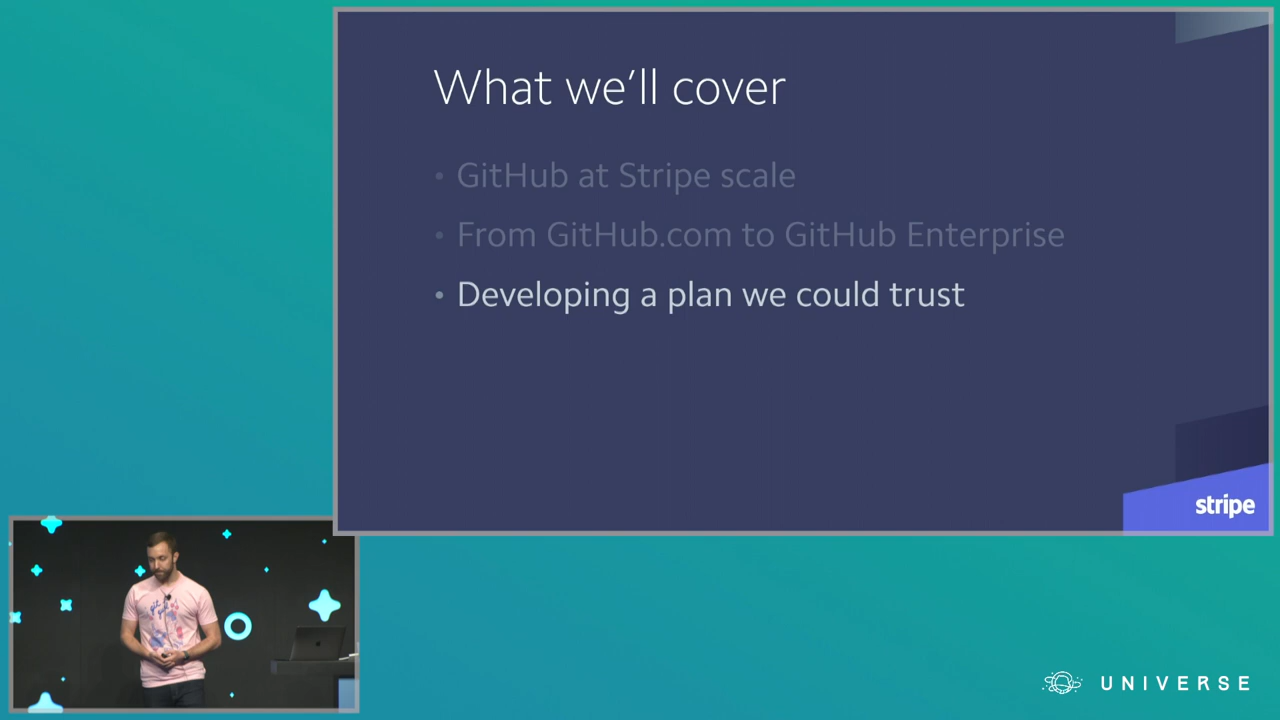 What we'll cover
• GitHub at Stripe scale
• From GitHub.com to GitHub Enterprise
• Developing a plan we could trust
stripe
UNIVERSE